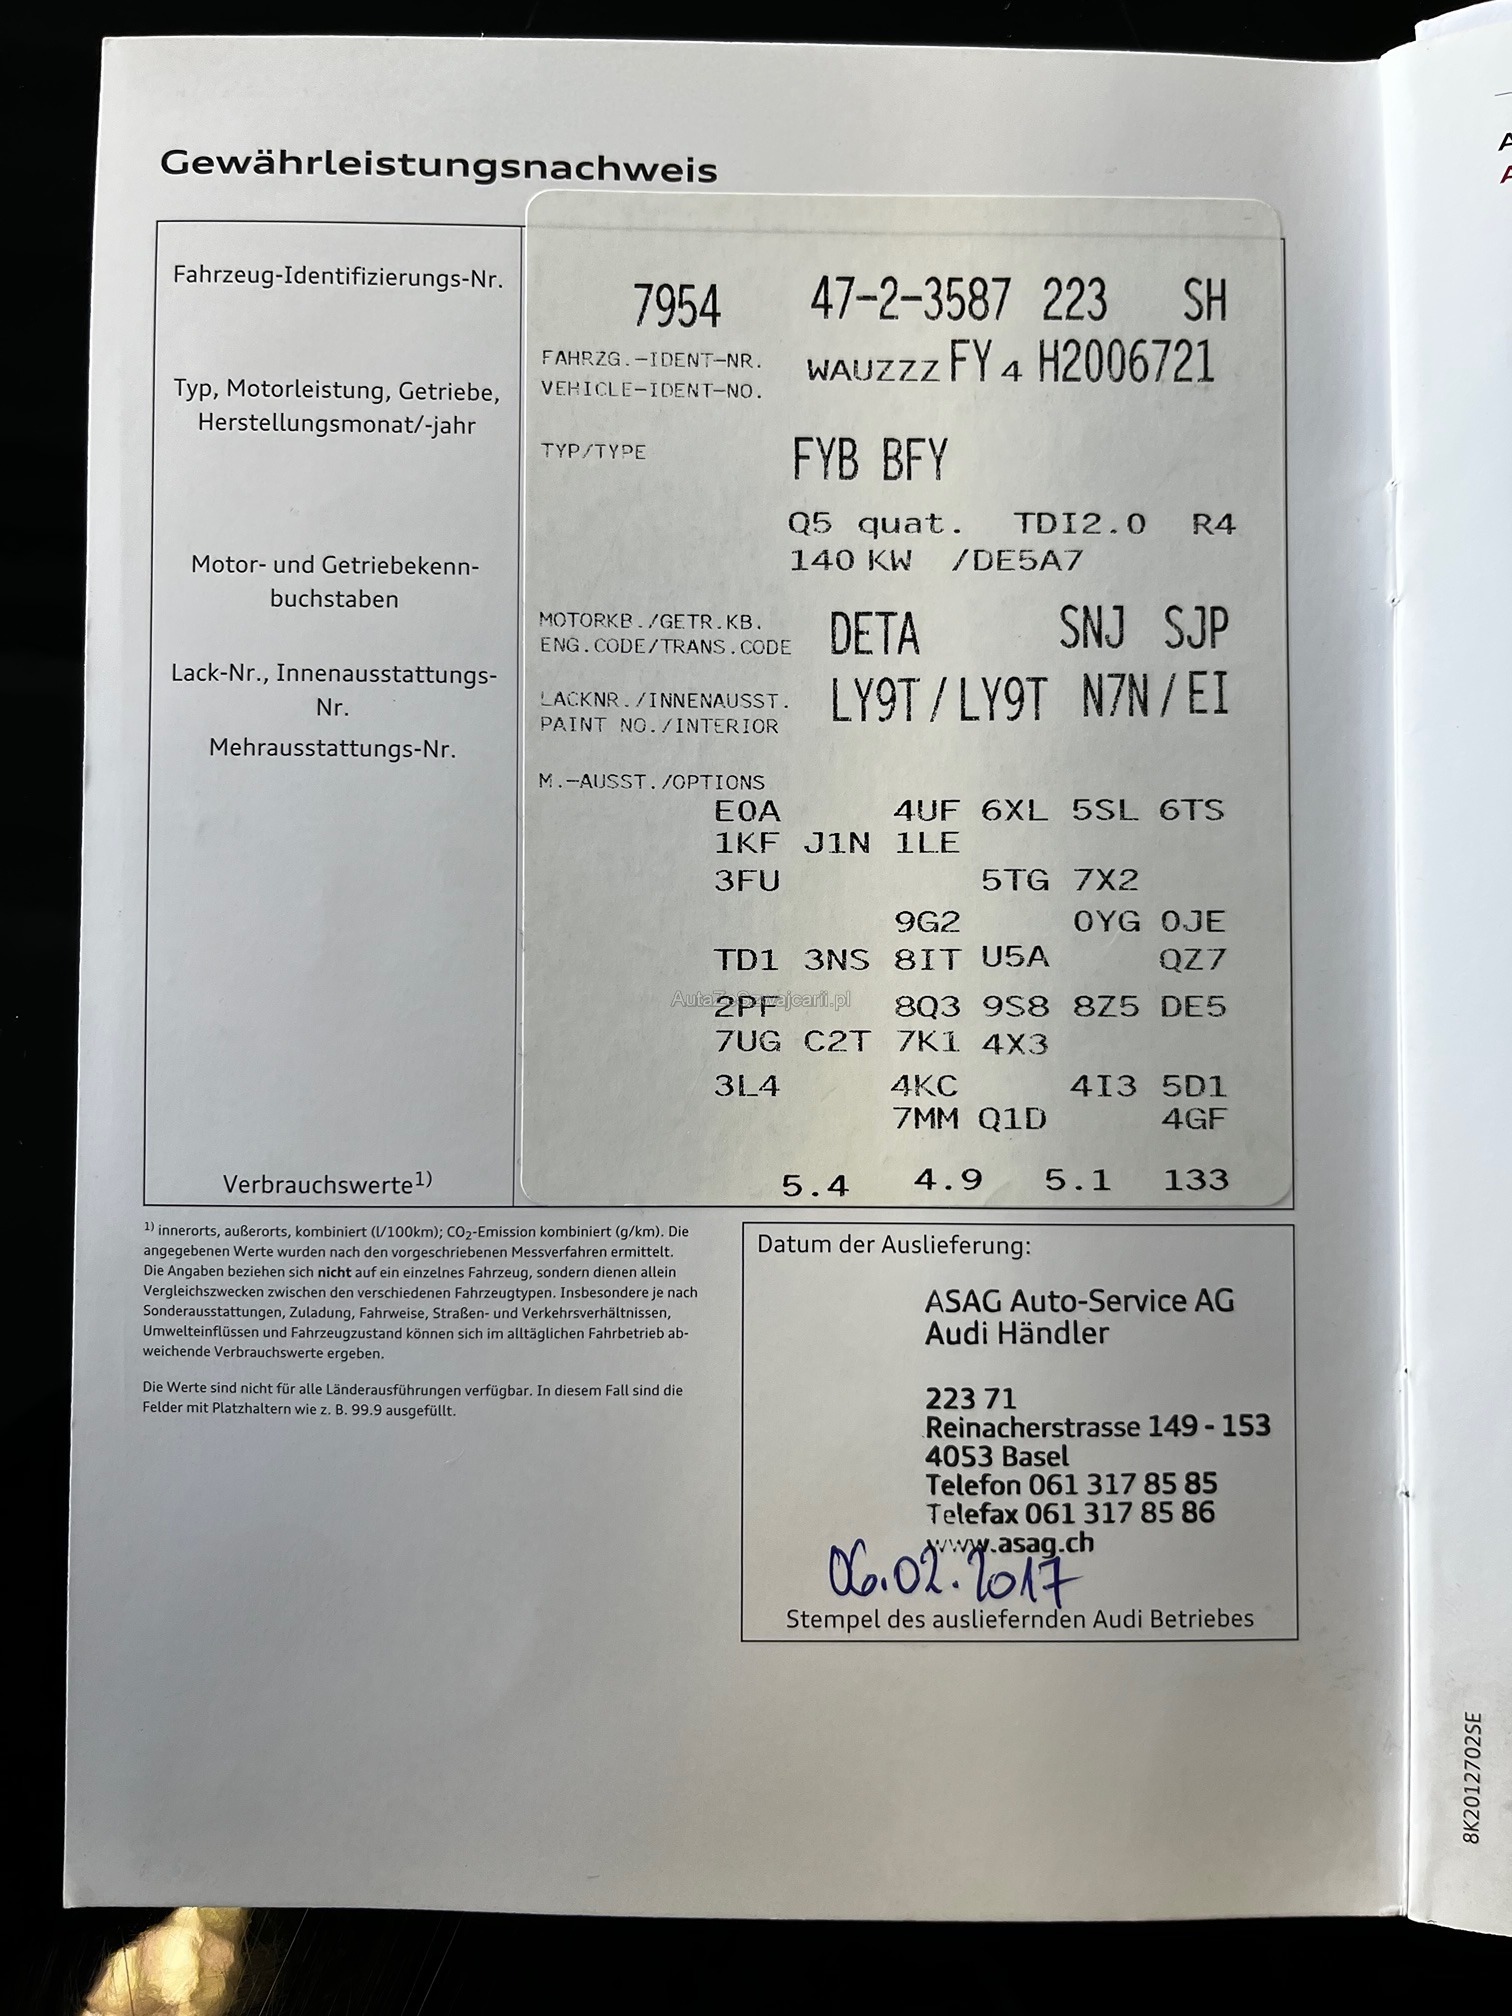 Gewährleistungsnachweis
Fahrzeug-Identifizierungs-Nr.
7954 47-2-3587 223 SH
FAHRZG.-IDENT-NR.
VEHICLE-IDENT-NO.
WAUZZZ FY 4 H2006721
Typ, Motorleistung, Getriebe,
Herstellungsmonat/-jahr
TYP/TYPE
FYB BFY
Q5 quat. TDI2.0 R4
140 KW /DE5A7
Motor- und Getriebekenn-
buchstaben
MOTORKB./GETR.KB.
ENG.CODE/TRANS.CODE
DETA SNJ SJP
Lack-Nr., Innenausstattungs-
Nr.
LACKNR./INNENAUSST.
PAINT NO./INTERIOR
LY9T/LY9T N7N/EI
Mehrausstattungs-Nr.
M.-AUSST./OPTIONS
E0A 4UF 6XL 5SL 6TS
1KF J1N 1LE
3FU 5TG 7X2
9G2 0YG 0JE
TD1 3NS 8IT U5A QZ7
AutaZeSzwajcarii.pl
2PF 8Q3 9S8 8Z5 DE5
7UG C2T 7K1 4X3
3L4 4KC 4I3 5D1
7MM Q1D 4GF
Verbrauchswerte1)
5.4 4.9 5.1 133
1) innerorts, außerorts, kombiniert (l/100km); CO2-Emission kombiniert (g/km). Die
angegebenen Werte wurden nach den vorgeschriebenen Messverfahren ermittelt.
Die Angaben beziehen sich nicht auf ein einzelnes Fahrzeug, sondern dienen allein
Vergleichszwecken zwischen den verschiedenen Fahrzeugtypen. Insbesondere je nach
Sonderausstattungen, Zuladung, Fahrweise, Straßen- und Verkehrsverhältnissen,
Umwelteinflüssen und Fahrzeugzustand können sich im alltäglichen Fahrbetrieb ab-
weichende Verbrauchswerte ergeben.
Die Werte sind nicht für alle Länderausführungen verfügbar. In diesem Fall sind die
Felder mit Platzhaltern wie z. B. 99.9 ausgefüllt.
Datum der Auslieferung:
ASAG Auto-Service AG
Audi Händler
223 71
Reinacherstrasse 149 - 153
4053 Basel
Telefon 061 317 85 85
Telefax 061 317 85 86
www.asag.ch
06.02.2017
Stempel des ausliefernden Audi Betriebes
8K2012702SE